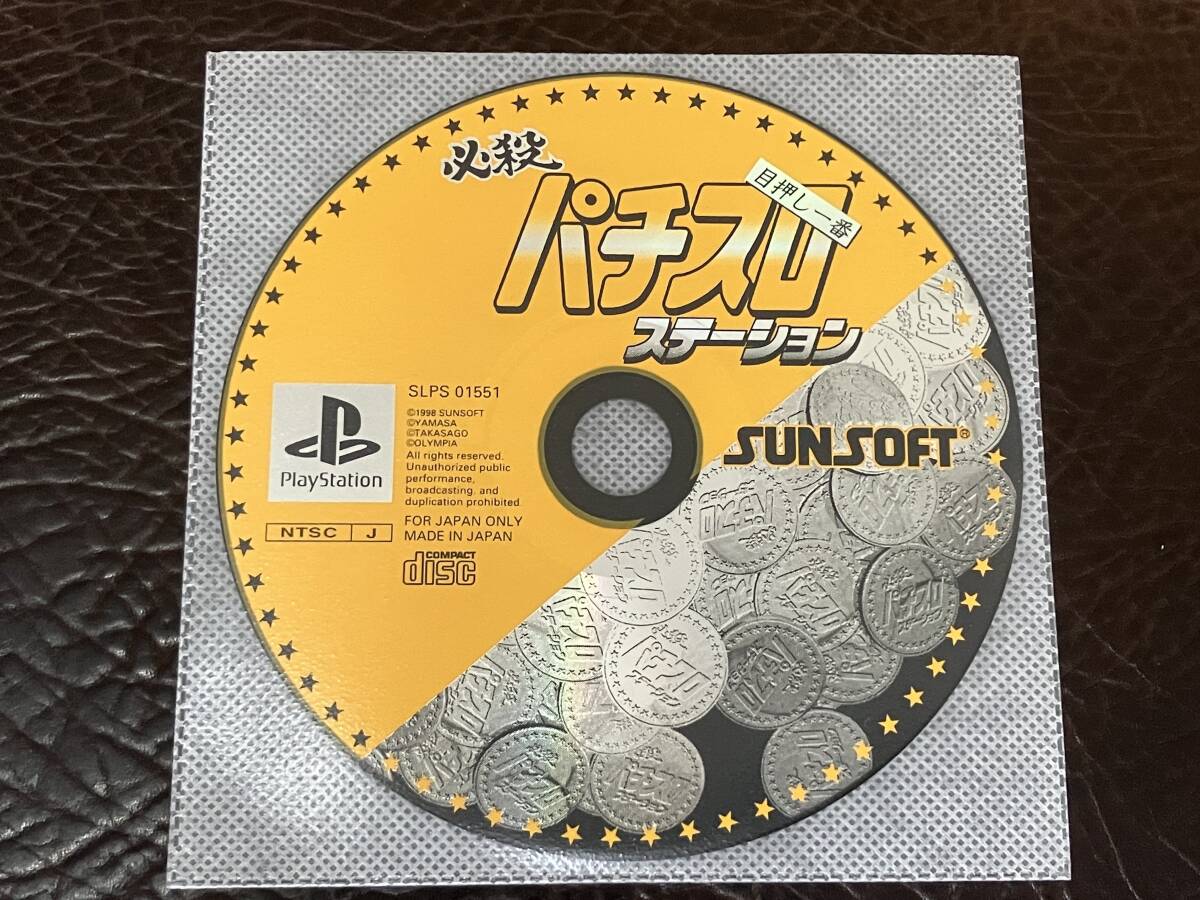 必殺
パチスロ
目押し一番
ステーション
SUNSOFT®
PlayStation
NTSC J
SLPS 01551
©1998 SUNSOFT
©YAMASA
©TAKASAGO
©OLYMPIA
All rights reserved.
Unauthorized public
performance,
broadcasting. and
duplication prohibited.
FOR JAPAN ONLY
MADE IN JAPAN
COMPACT
disc